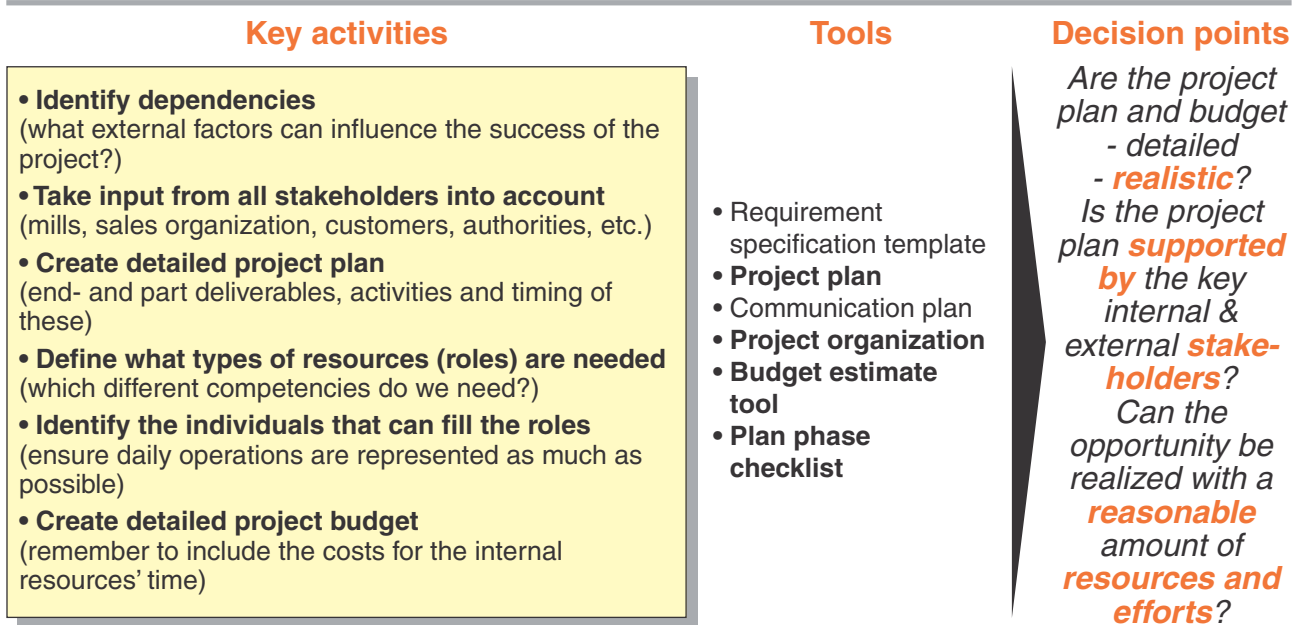 Key activities
• Identify dependencies
(what external factors can influence the success of the
project?)
• Take input from all stakeholders into account
(mills, sales organization, customers, authorities, etc.)
• Create detailed project plan
(end- and part deliverables, activities and timing of
these)
• Define what types of resources (roles) are needed
(which different competencies do we need?)
• Identify the individuals that can fill the roles
(ensure daily operations are represented as much as
possible)
• Create detailed project budget
(remember to include the costs for the internal
resources’ time)
Tools
• Requirement
specification template
• Project plan
• Communication plan
• Project organization
• Budget estimate
tool
• Plan phase
checklist
Decision points
Are the project
plan and budget
- detailed
- realistic?
Is the project
plan supported
by the key
internal &
external stake-
holders?
Can the
opportunity be
realized with a
reasonable
amount of
resources and
efforts?